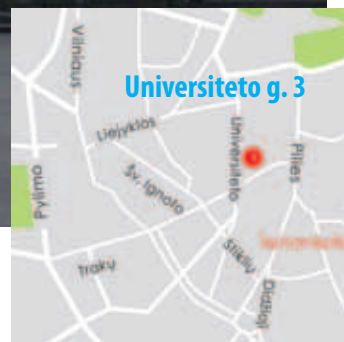 Vilniaus
Universiteto g. 3
Liejyklos
Universiteto
Pilies
Šv. Ignoto
Pylimo
Stiklių
Trakų
Didžioji